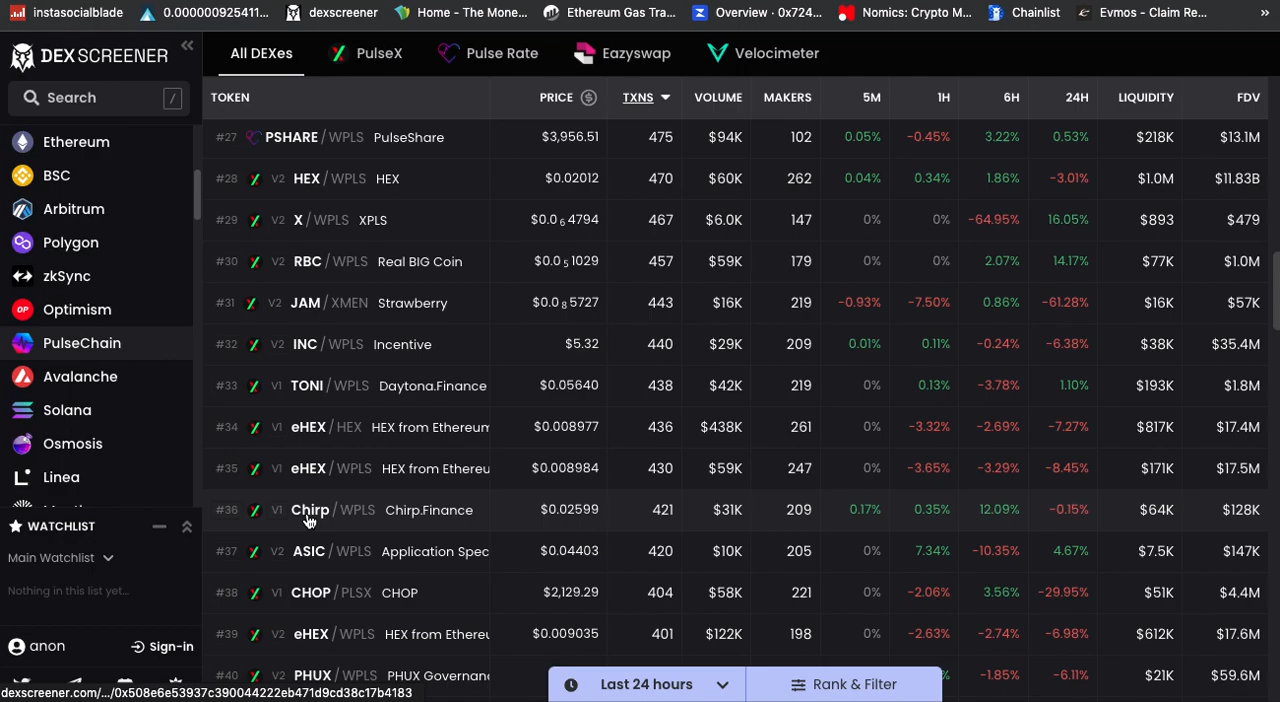 instasocialblade 0.000000925411... dexscreener Home - The Mone... Ethereum Gas Tra... Overview · 0x724... Nomics: Crypto M... Chainlist Evmos - Claim Re... »
DEX SCREENER «
Search /
Ethereum
BSC
Arbitrum
Polygon
zkSync
Optimism
PulseChain
Avalanche
Solana
Osmosis
Linea
WATCHLIST
Main Watchlist
Nothing in this list yet...
anon Sign-in
dexscreener.com/.../0x508e6e53937c390044222eb471d9cd38c17b4183
All DEXes PulseX Pulse Rate Eazyswap Velocimeter
TOKEN PRICE TXNS VOLUME MAKERS 5M 1H 6H 24H LIQUIDITY FDV
#27 PSHARE / WPLS PulseShare $3,956.51 475 $94K 102 0.05% -0.45% 3.22% 0.53% $218K $13.1M
#28 V2 HEX / WPLS HEX $0.02012 470 $60K 262 0.04% 0.34% 1.86% -3.01% $1.0M $11.83B
#29 V2 X / WPLS XPLS $0.0₆4794 467 $6.0K 147 0% 0% -64.95% 16.05% $893 $479
#30 V2 RBC / WPLS Real BIG Coin $0.0₅1029 457 $59K 179 0% 0% 2.07% 14.17% $77K $1.0M
#31 V2 JAM / XMEN Strawberry $0.0₈5727 443 $16K 219 -0.93% -7.50% 0.86% -61.28% $16K $57K
#32 V2 INC / WPLS Incentive $5.32 440 $29K 209 0.01% 0.11% -0.24% -6.38% $38K $35.4M
#33 V1 TONI / WPLS Daytona.Finance $0.05640 438 $42K 219 0% 0.13% -3.78% 1.10% $193K $1.8M
#34 V1 eHEX / HEX HEX from Ethereum $0.008977 436 $438K 261 0% -3.32% -2.69% -7.27% $817K $17.4M
#35 V1 eHEX / WPLS HEX from Ethereu $0.008984 430 $59K 247 0% -3.65% -3.29% -8.45% $171K $17.5M
#36 V1 Chirp / WPLS Chirp.Finance $0.02599 421 $31K 209 0.17% 0.35% 12.09% -0.15% $64K $128K
#37 V2 ASIC / WPLS Application Spec $0.04403 420 $10K 205 0% 7.34% -10.35% 4.67% $7.5K $147K
#38 V1 CHOP / PLSX CHOP $2,129.29 404 $58K 221 0% -2.06% 3.56% -29.95% $51K $4.4M
#39 V2 eHEX / WPLS HEX from Ethereu $0.009035 401 $122K 198 0% -2.63% -2.74% -6.98% $612K $17.6M
#40 V1 PHUX / WPLS PHUX Governanc -1.85% -6.11% $21K $59.6M
Last 24 hours Rank & Filter